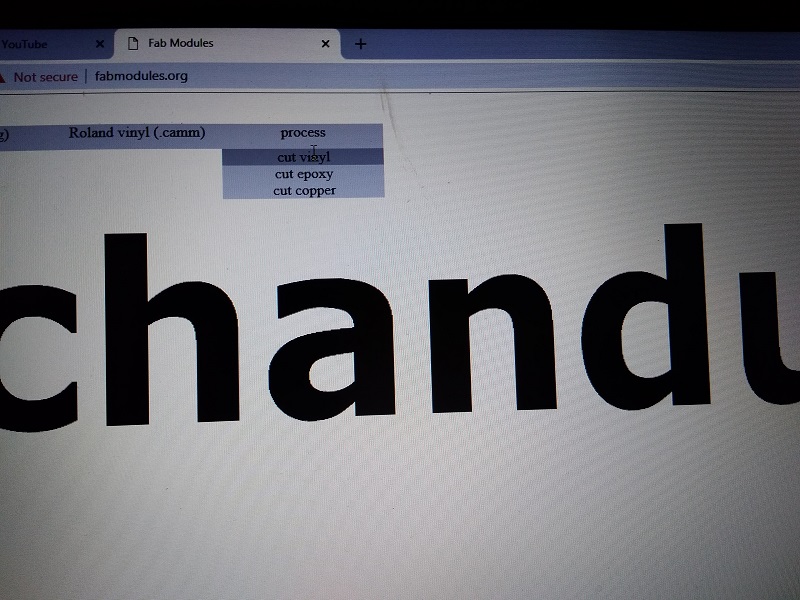 YouTube × Fab Modules × +
Not secure | fabmodules.org
g) Roland vinyl (.camm) process
cut vinyl
cut epoxy
cut copper
chandu